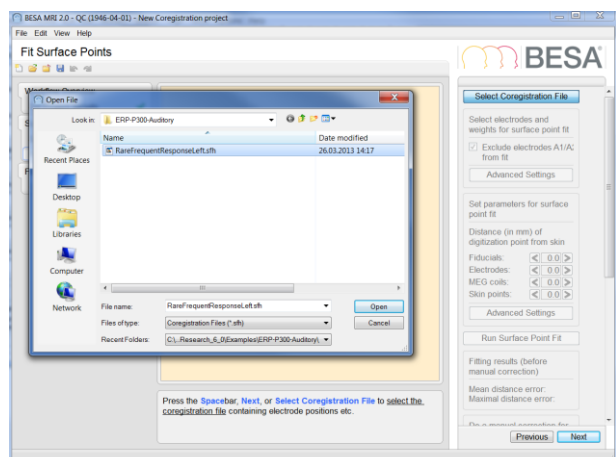 BESA MRI 2.0 - QC (1946-04-01) - New Coregistration project
File Edit View Help
Fit Surface Points
BESA®
Open File
Look in: ERP-P300-Auditory
Name Date modified
RareFrequentResponseLeft.sfh 26.03.2013 14:17
Recent Places
Desktop
Libraries
Computer
Network
File name: RareFrequentResponseLeft.sfh Open
Files of type: Coregistration Files (*.sfh) Cancel
Recent Folders: C:\...Research_6_0\Examples\ERP-P300-Auditory\
Press the Spacebar, Next, or Select Coregistration File to select the
coregistration file containing electrode positions etc.
Select Coregistration File
Select electrodes and
weights for surface point fit
Exclude electrodes A1/A2
from fit
Advanced Settings
Set parameters for surface
point fit
Distance (in mm) of
digitization point from skin
Fiducials: < 0.0 >
Electrodes: < 0.0 >
MEG coils: < 0.0 >
Skin points: < 0.0 >
Advanced Settings
Run Surface Point Fit
Fitting results (before
manual correction)
Mean distance error:
Maximal distance error:
Do a manual correction for
Previous Next